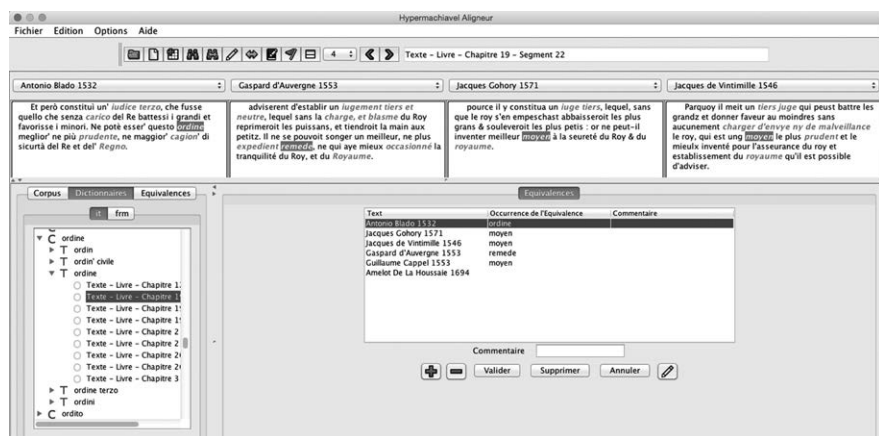 Hypermachiavel Aligneur
Fichier Edition Options Aide
4 Texte – Livre – Chapitre 19 – Segment 22
Antonio Blado 1532
Gaspard d'Auvergne 1553
Jacques Gohory 1571
Jacques de Vintimille 1546
Et però constitui un' iudice terzo, che fusse
quello che senza carico del Re battessi i grandi et
favorisse i minori. Ne potè esser' questo ordine
meglior' né più prudente, ne maggior' cagion' di
sicurtà del Re et del' Regno.
adviserent d'establir un iugement tiers et
neutre, lequel sans la charge, et blasme du Roy
reprimeroit les puissans, et tiendroit la main aux
petitz. Il ne se pouvoit songer un meilleur, ne plus
expedient remede, ne qui aye mieux occasionné la
tranquilité du Roy, et du Royaume.
pource il y constitua un iuge tiers, lequel, sans
que le roy s'en empeschast abbaisseroit les plus
grans & souleveroit les plus petis : or ne peut-il
inventer meilleur moyen à la seureté du Roy & du
royaume.
Parquoy il meit un tiers juge qui peust battre les
grandz et donner faveur au moindres sans
aucunement charger d'envye ny de malveillance
le roy, qui est ung moyen le plus prudent et le
mieulx inventé pour l'asseurance du roy et
establissement du royaume qu'il est possible
d'adviser.
Corpus Dictionnaires Equivalences
it frm
C ordine
T ordin
T ordin' civile
T ordine
Texte – Livre – Chapitre 1
Texte – Livre – Chapitre 1
Texte – Livre – Chapitre 1
Texte – Livre – Chapitre 1
Texte – Livre – Chapitre 2
Texte – Livre – Chapitre 2
Texte – Livre – Chapitre 2
Texte – Livre – Chapitre 2
Texte – Livre – Chapitre 3
T ordine terzo
T ordini
C ordito
Equivalences
Text Occurrence de l'Equivalence Commentaire
Antonio Blado 1532 ordine
Jacques Gohory 1571 moyen
Jacques de Vintimille 1546 moyen
Gaspard d'Auvergne 1553 remede
Guillaume Cappel 1553 moyen
Amelot De La Houssaie 1694
Commentaire
Valider Supprimer Annuler